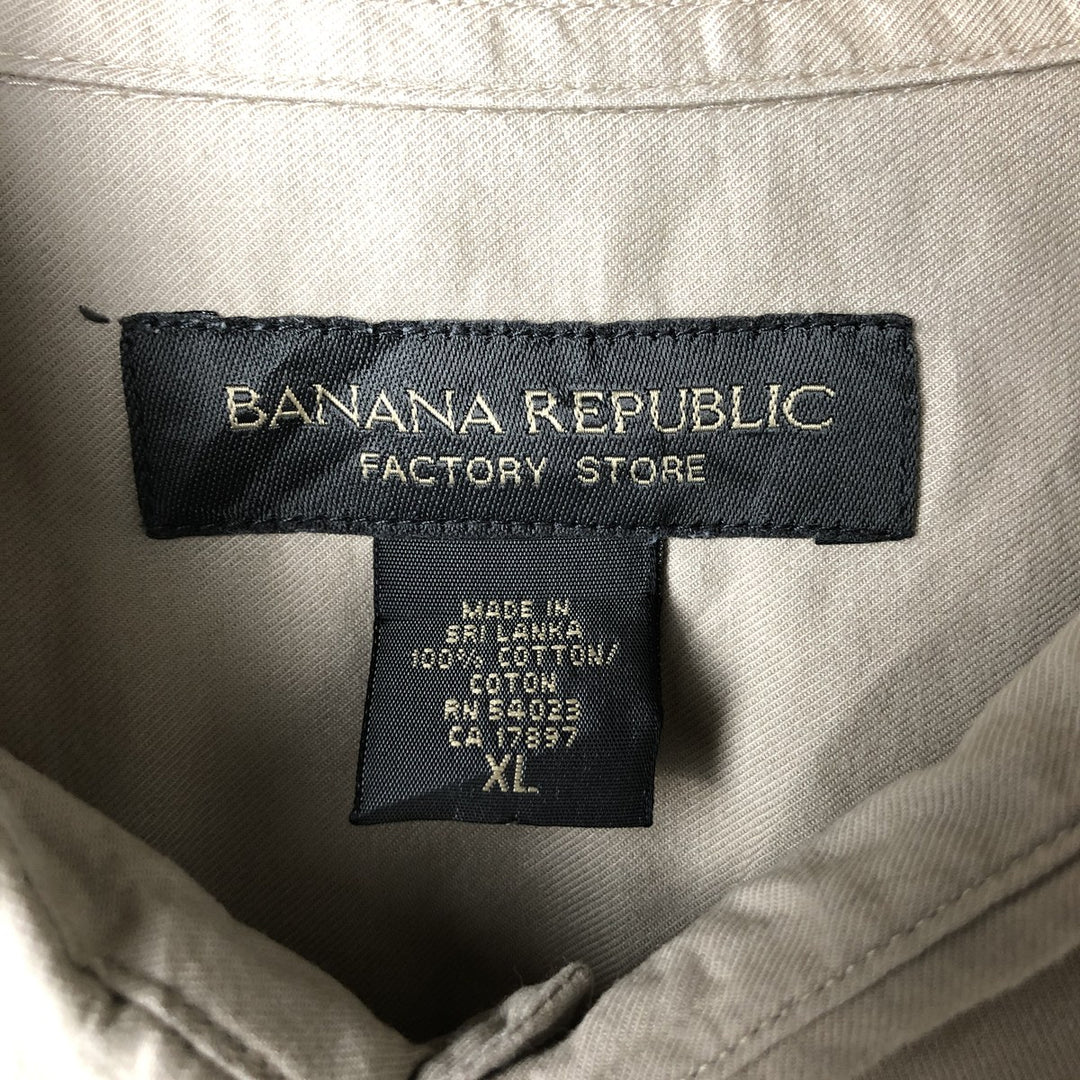 BANANA REPUBLIC
FACTORY STORE
MADE IN
SRI LANKA
100% COTTON/
COTON
RN 54023
CA 17897
XL